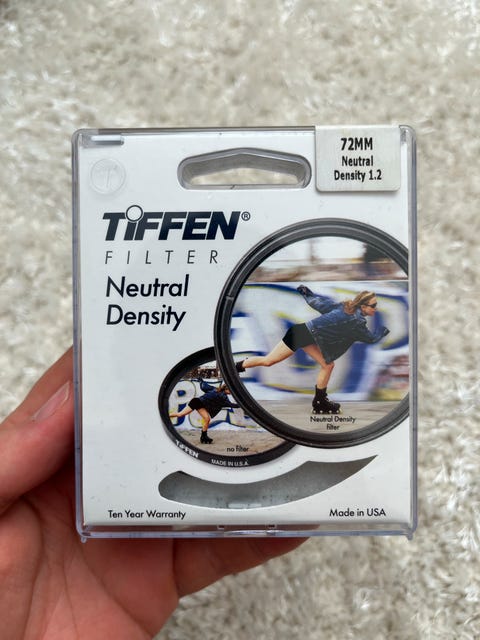 72MM
Neutral
Density 1.2
TiFFEN®
FILTER
Neutral
Density
Neutral Density
filter
no filter
TIFFEN
MADE IN U.S.A.
Ten Year Warranty
Made in USA